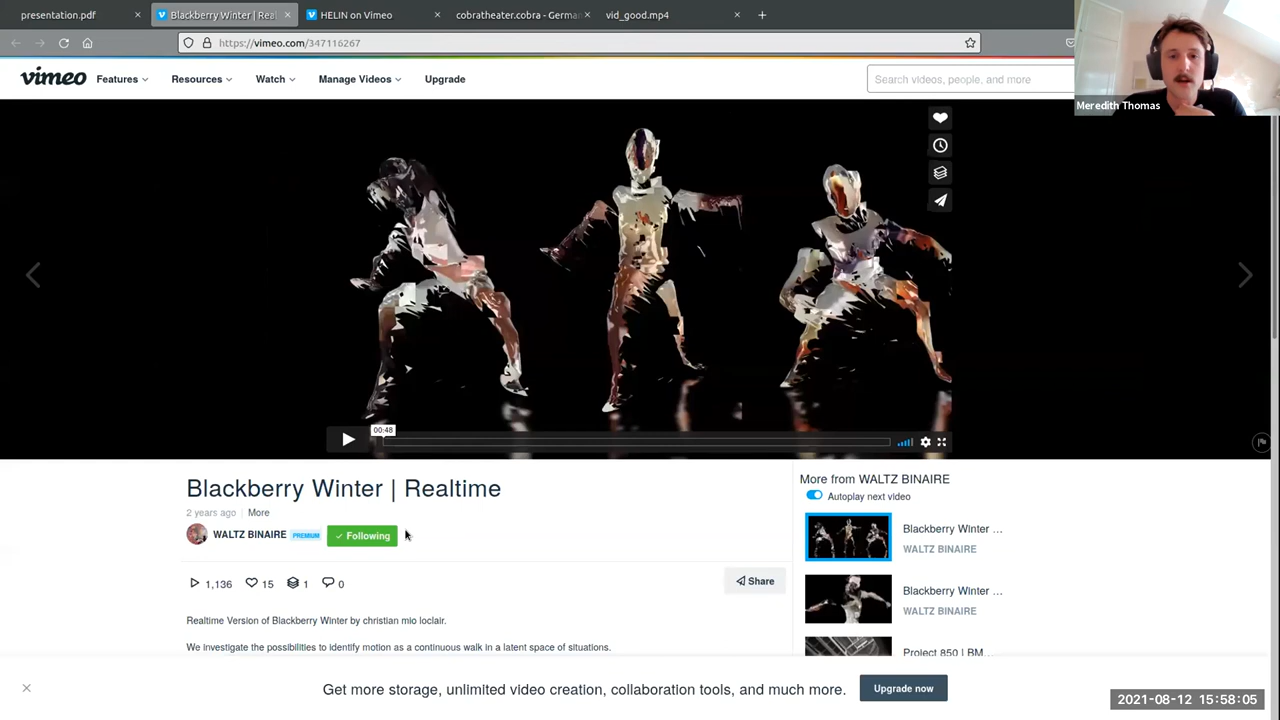 presentation.pdf
Blackberry Winter | Rea
HELIN on Vimeo
cobratheater.cobra - Germa
vid_good.mp4
https://vimeo.com/347116267
vimeo
Features
Resources
Watch
Manage Videos
Upgrade
Search videos, people, and more
Meredith Thomas
00:48
Blackberry Winter | Realtime
2 years ago
More
WALTZ BINAIRE PREMIUM
Following
1,136
15
1
0
Share
Realtime Version of Blackberry Winter by christian mio loclair.
We investigate the possibilities to identify motion as a continuous walk in a latent space of situations.
More from WALTZ BINAIRE
Autoplay next video
Blackberry Winter ...
WALTZ BINAIRE
Blackberry Winter ...
WALTZ BINAIRE
Project 850 | BM...
Get more storage, unlimited video creation, collaboration tools, and much more.
Upgrade now
2021-08-12 15:58:05